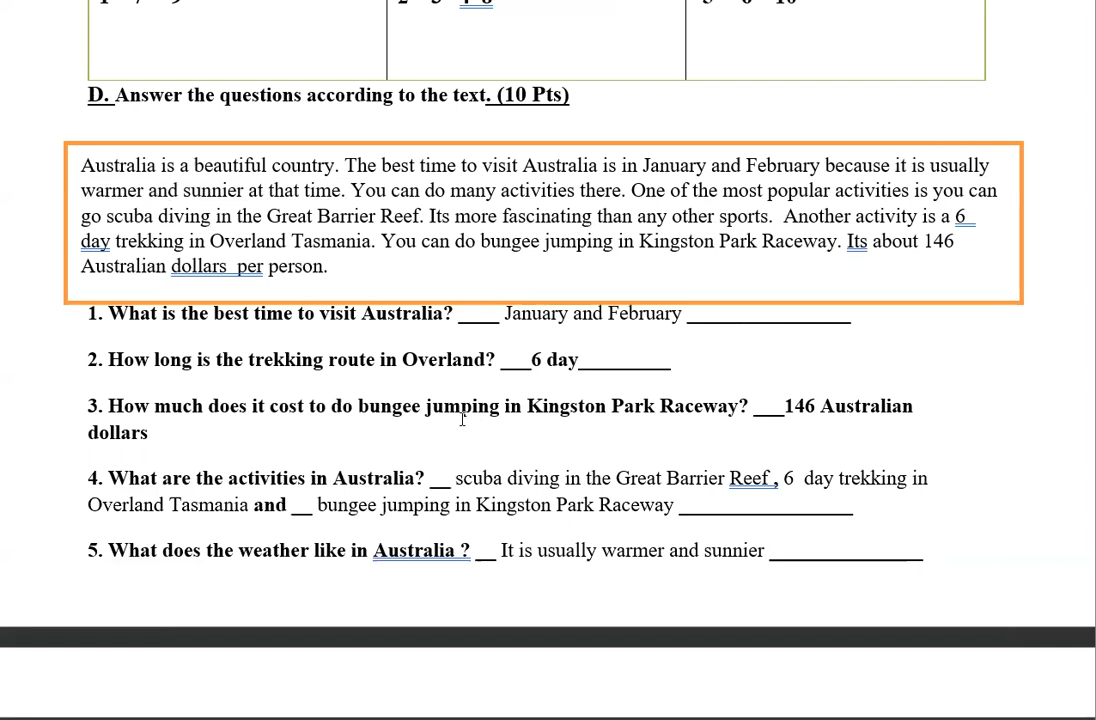 D. Answer the questions according to the text. (10 Pts)
Australia is a beautiful country. The best time to visit Australia is in January and February because it is usually
warmer and sunnier at that time. You can do many activities there. One of the most popular activities is you can
go scuba diving in the Great Barrier Reef. Its more fascinating than any other sports.  Another activity is a 6
day trekking in Overland Tasmania. You can do bungee jumping in Kingston Park Raceway. Its about 146
Australian dollars  per person.
1. What is the best time to visit Australia? ____ January and February ________________
2. How long is the trekking route in Overland? ___6 day_________
3. How much does it cost to do bungee jumping in Kingston Park Raceway? ___146 Australian
dollars
4. What are the activities in Australia? __ scuba diving in the Great Barrier Reef , 6  day trekking in
Overland Tasmania and __ bungee jumping in Kingston Park Raceway _________________
5. What does the weather like in Australia ? __ It is usually warmer and sunnier _______________